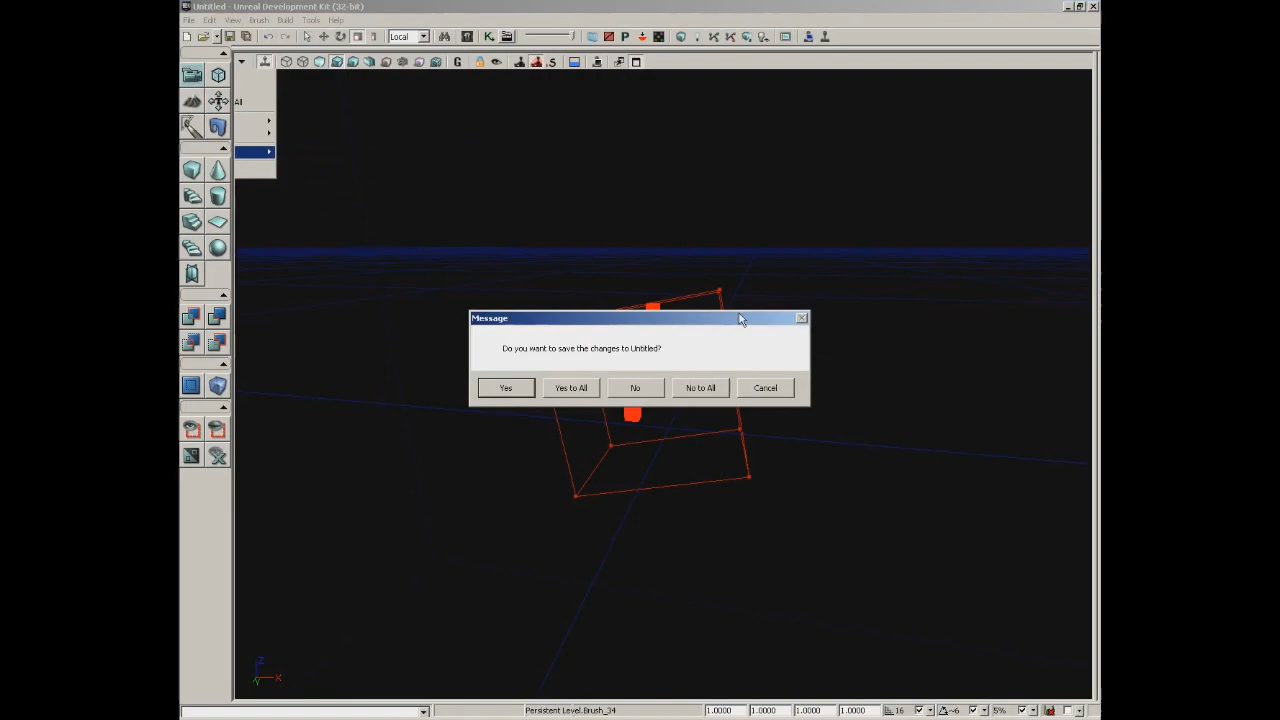 Untitled - Unreal Development Kit (32-bit)
File Edit View Brush Build Tools Help
Local
P
G
S
All
Message
Do you want to save the changes to Untitled?
Yes Yes to All No No to All Cancel
Z
Y X
Persistent Level.Brush_34 1.0000 1.0000 1.0000 1.0000 16 ~6 5%